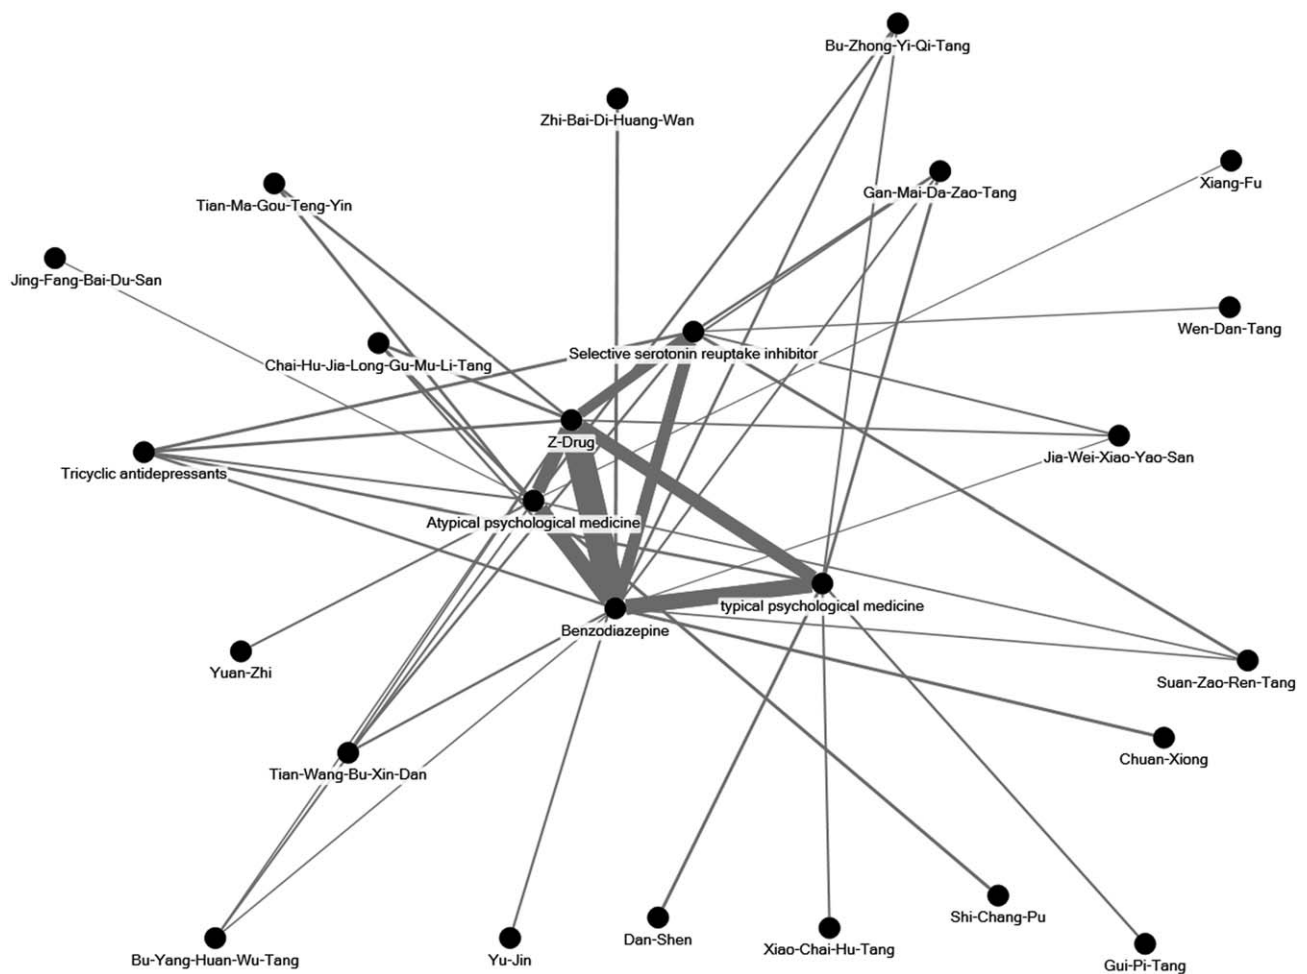 Bu-Zhong-Yi-Qi-Tang
Zhi-Bai-Di-Huang-Wan
Xiang-Fu
Gan-Mai-Da-Zao-Tang
Tian-Ma-Gou-Teng-Yin
Jing-Fang-Bai-Du-San
Wen-Dan-Tang
Selective serotonin reuptake inhibitor
Chai-Hu-Jia-Long-Gu-Mu-Li-Tang
Z-Drug
Jia-Wei-Xiao-Yao-San
Tricyclic antidepressants
Atypical psychological medicine
typical psychological medicine
Benzodiazepine
Yuan-Zhi
Suan-Zao-Ren-Tang
Chuan-Xiong
Tian-Wang-Bu-Xin-Dan
Shi-Chang-Pu
Dan-Shen
Xiao-Chai-Hu-Tang
Bu-Yang-Huan-Wu-Tang
Yu-Jin
Gui-Pi-Tang